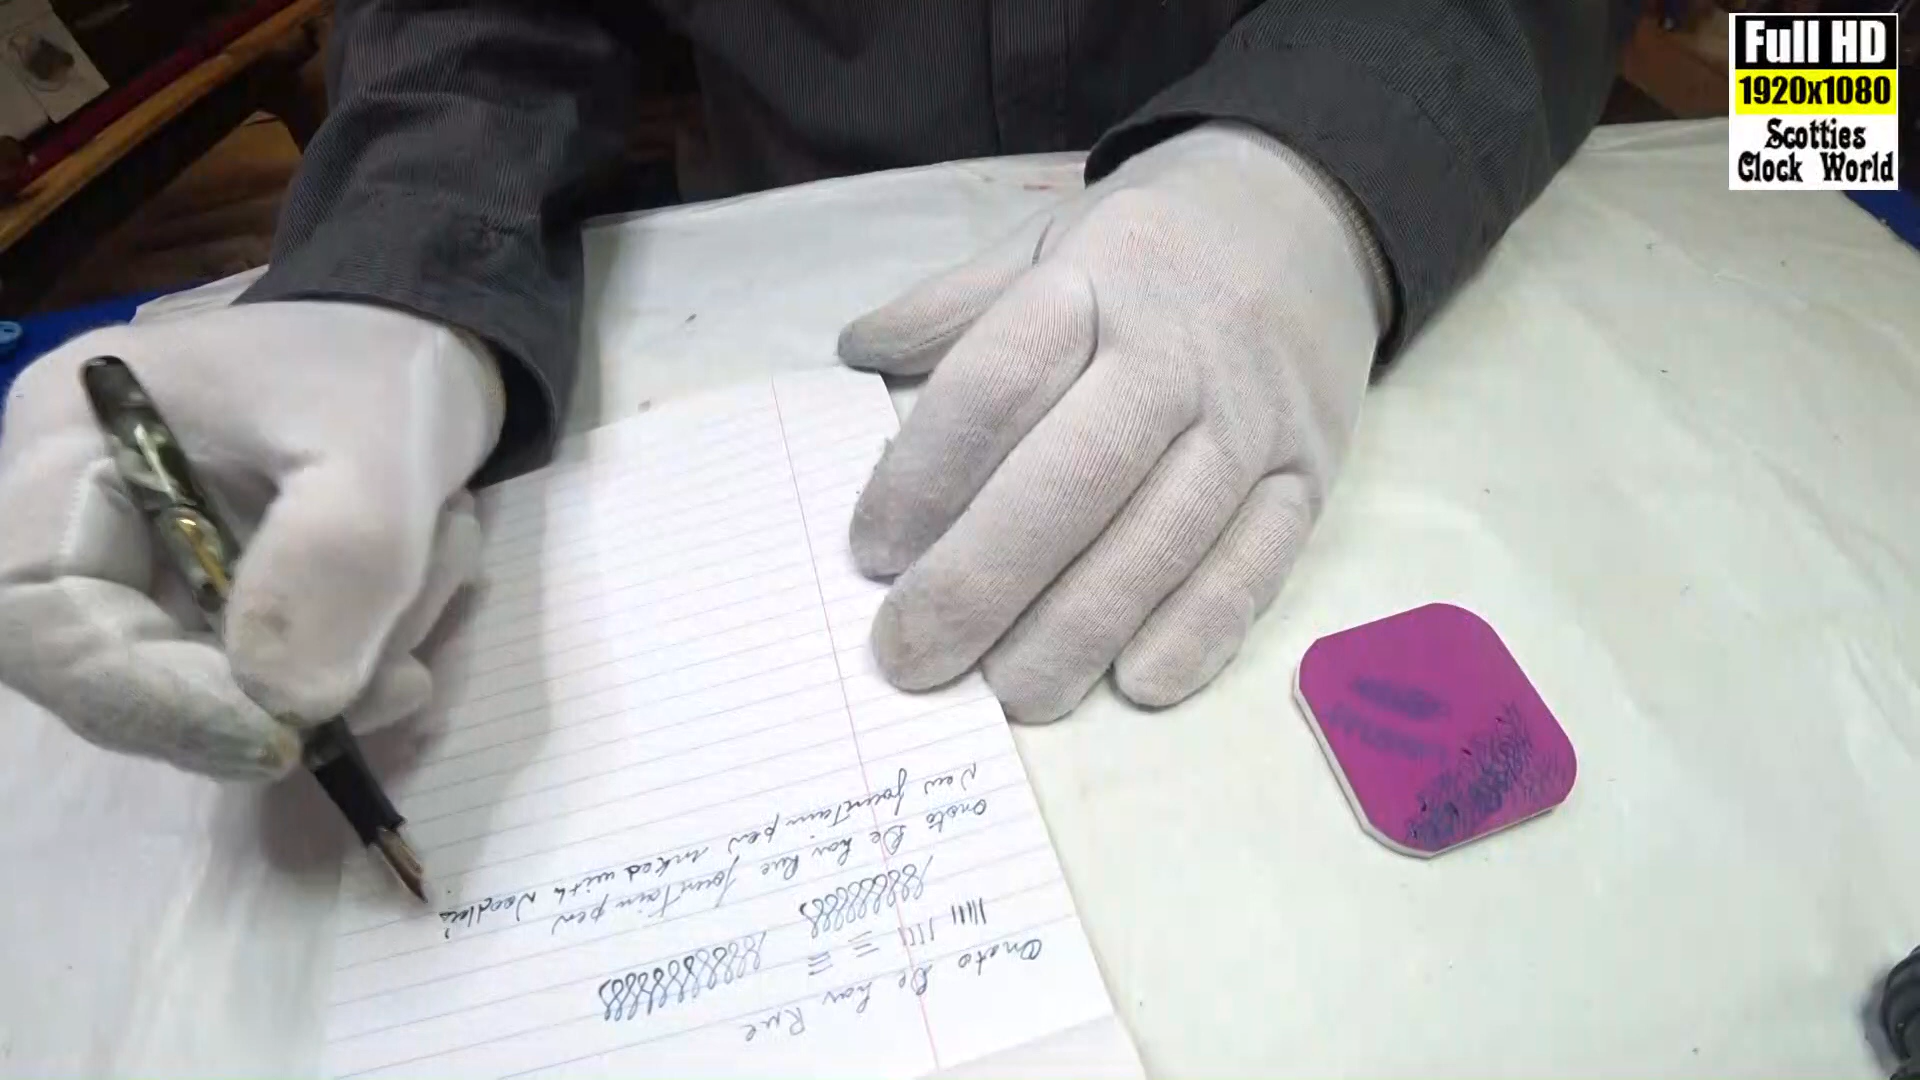 Full HD
1920x1080
Scotties
Clock World
Onoto De La Rue
Onoto De La Rue fountain pen
New fountain pen inked with Noodler's